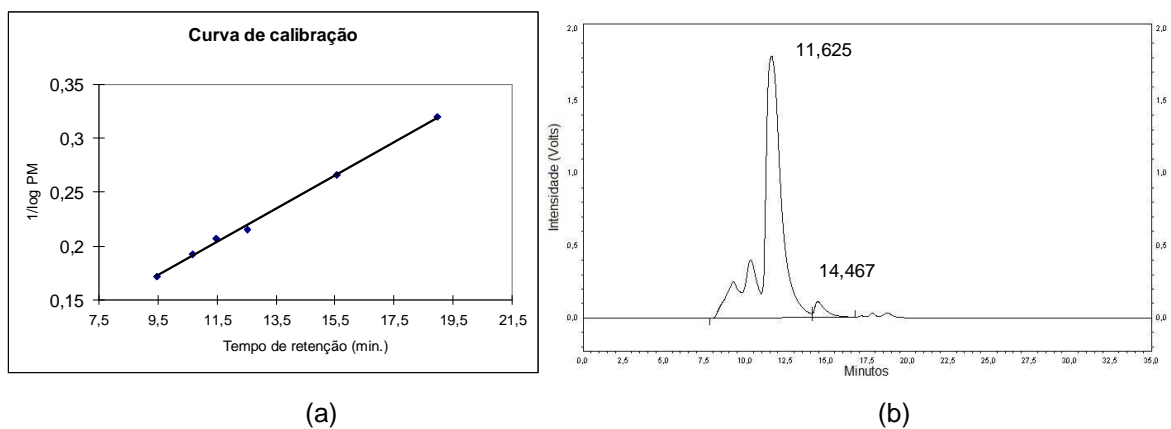 Curva de calibração
0,35
0,3
0,25
0,2
0,15
1/log PM
7,5 9,5 11,5 13,5 15,5 17,5 19,5 21,5
Tempo de retenção (min.)
(a)
2,0 2,0
1,5 1,5
1,0 1,0
0,5 0,5
0,0 0,0
Intensidade (Volts)
11,625
14,467
0,0 2,5 5,0 7,5 10,0 12,5 15,0 17,5 20,0 22,5 25,0 27,5 30,0 32,5 35,0
Minutos
(b)